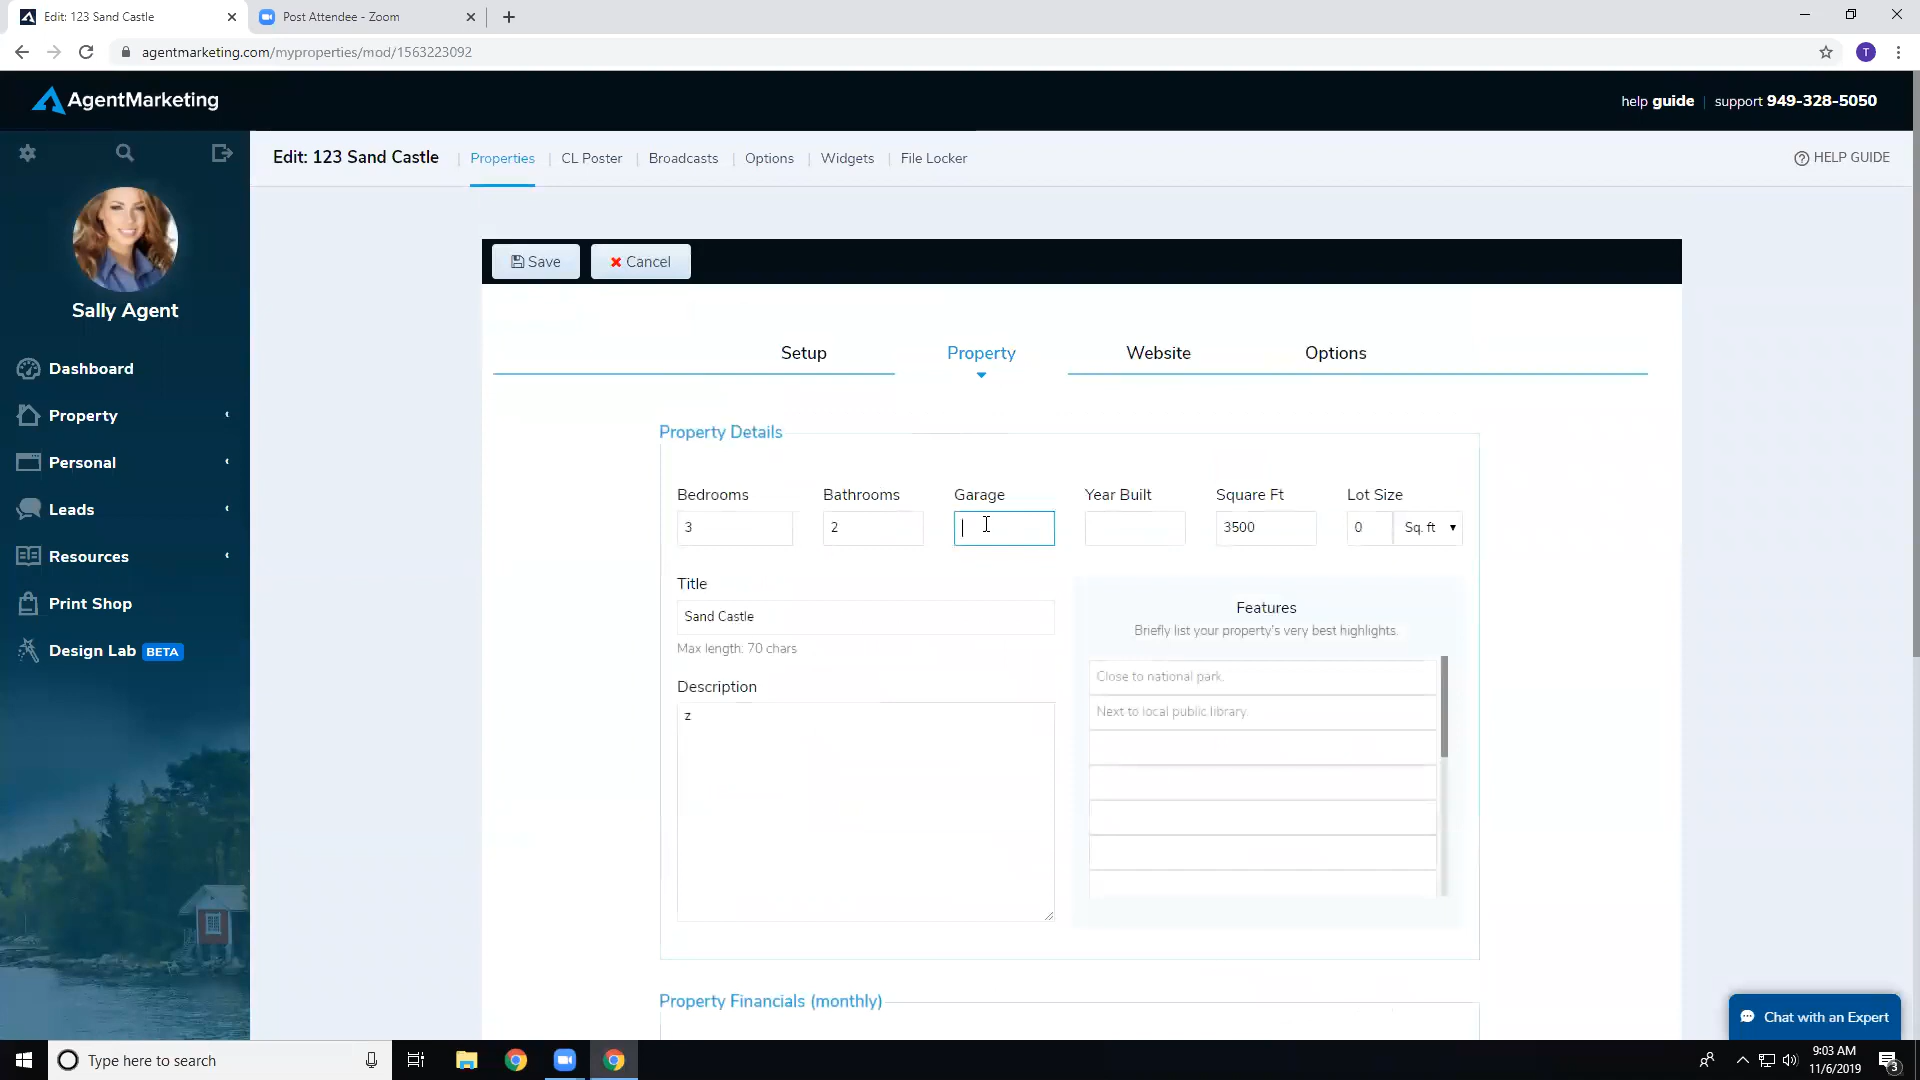 Edit: 123 Sand Castle
Post Attendee - Zoom
agentmarketing.com/myproperties/mod/1563223092
T
AgentMarketing
help guide | support 949-328-5050
Edit: 123 Sand Castle | Properties | CL Poster | Broadcasts | Options | Widgets | File Locker
HELP GUIDE
Sally Agent
Dashboard
Property
Personal
Leads
Resources
Print Shop
Design Lab BETA
Save Cancel
Setup Property Website Options
Property Details
Bedrooms Bathrooms Garage Year Built Square Ft Lot Size
3 2 3500 0 Sq. ft
Title
Sand Castle
Max length: 70 chars
Description
z
Features
Briefly list your property's very best highlights.
Close to national park.
Next to local public library.
Property Financials (monthly)
Chat with an Expert
Type here to search
9:03 AM
11/6/2019
3